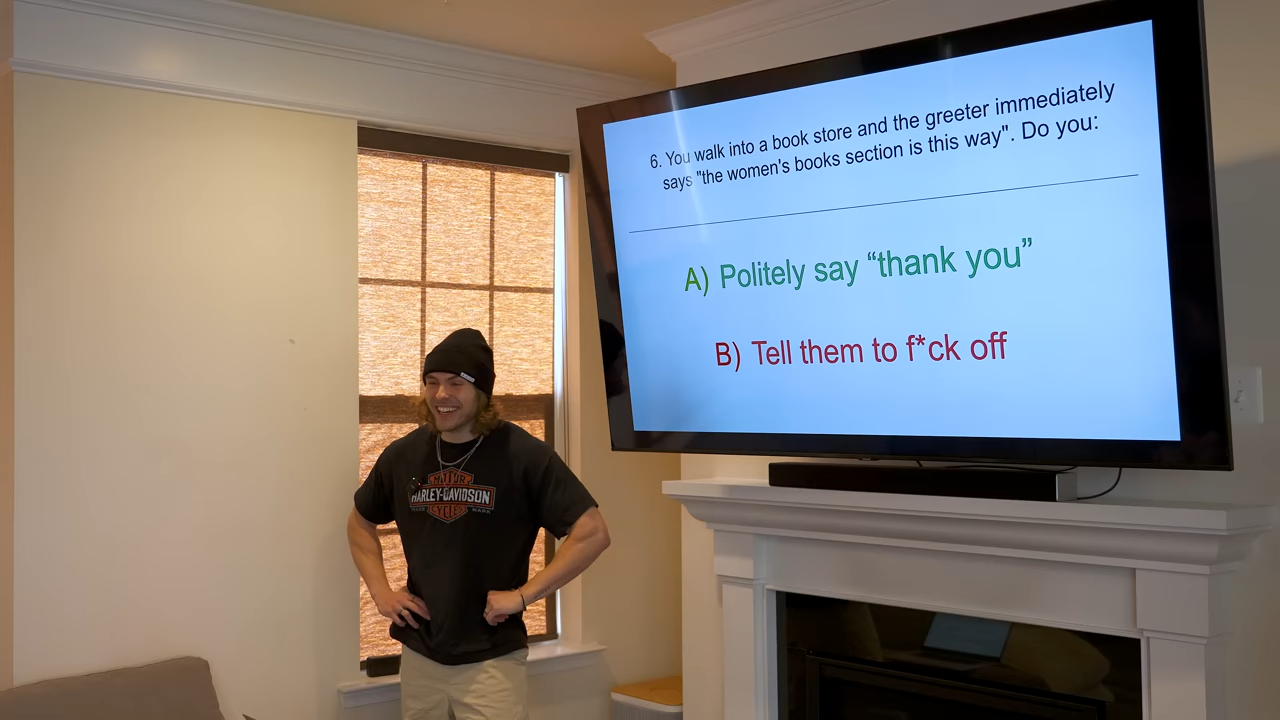 6. You walk into a book store and the greeter immediately
says "the women's books section is this way". Do you:
A) Politely say “thank you”
B) Tell them to f*ck off
MOTOR
HARLEY-DAVIDSON
CYCLES